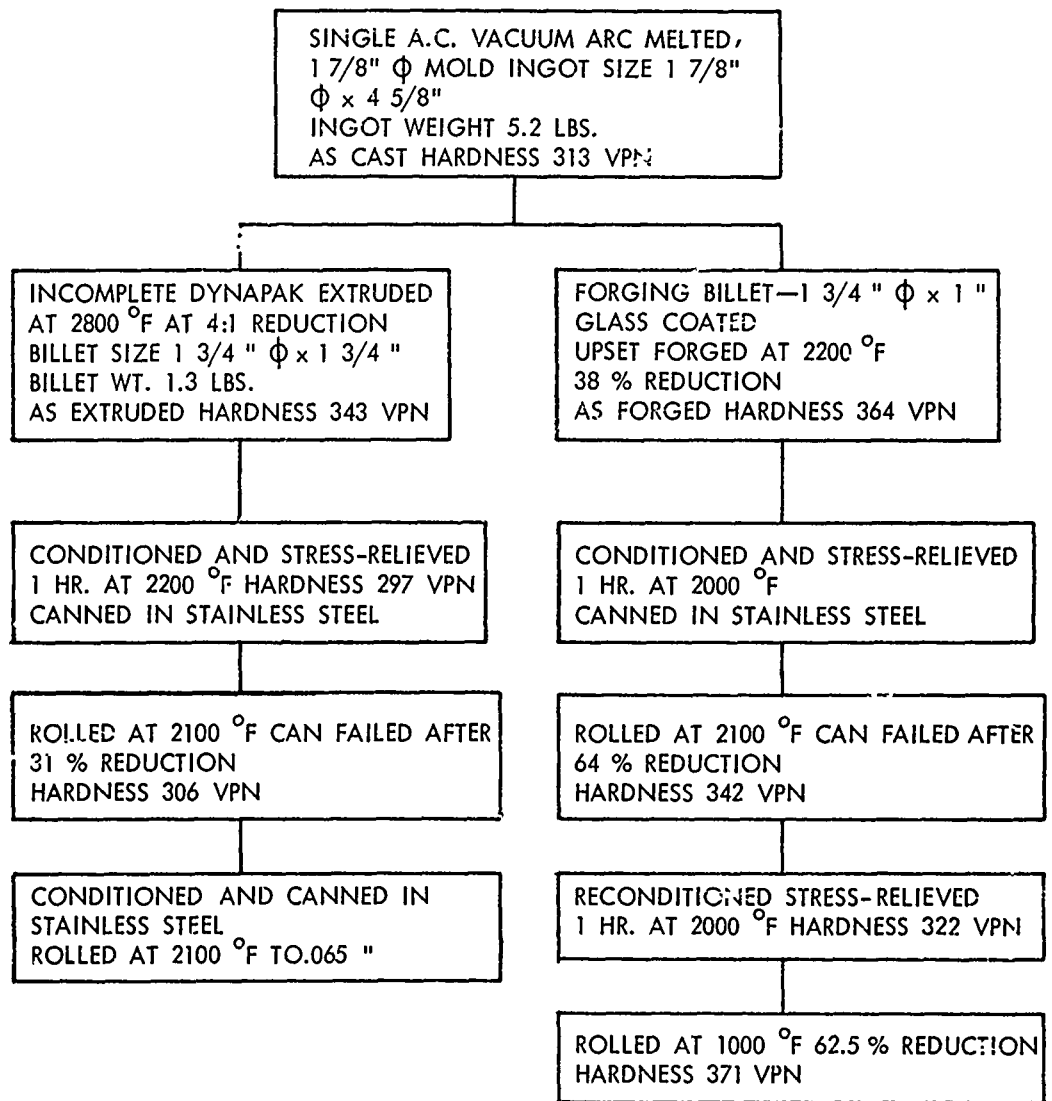 SINGLE A.C. VACUUM ARC MELTED,
1 7/8" ϕ MOLD INGOT SIZE 1 7/8"
ϕ x 4 5/8"
INGOT WEIGHT 5.2 LBS.
AS CAST HARDNESS 313 VPN
INCOMPLETE DYNAPAK EXTRUDED
AT 2800 °F AT 4:1 REDUCTION
BILLET SIZE 1 3/4 " ϕ x 1 3/4 "
BILLET WT. 1.3 LBS.
AS EXTRUDED HARDNESS 343 VPN
FORGING BILLET—1 3/4 " ϕ x 1 "
GLASS COATED
UPSET FORGED AT 2200 °F
38 % REDUCTION
AS FORGED HARDNESS 364 VPN
CONDITIONED AND STRESS-RELIEVED
1 HR. AT 2200 °F HARDNESS 297 VPN
CANNED IN STAINLESS STEEL
CONDITIONED AND STRESS-RELIEVED
1 HR. AT 2000 °F
CANNED IN STAINLESS STEEL
ROLLED AT 2100 °F CAN FAILED AFTER
31 % REDUCTION
HARDNESS 306 VPN
ROLLED AT 2100 °F CAN FAILED AFTER
64 % REDUCTION
HARDNESS 342 VPN
CONDITIONED AND CANNED IN
STAINLESS STEEL
ROLLED AT 2100 °F TO.065 "
RECONDITIONED STRESS-RELIEVED
1 HR. AT 2000 °F HARDNESS 322 VPN
ROLLED AT 1000 °F 62.5 % REDUCTION
HARDNESS 371 VPN